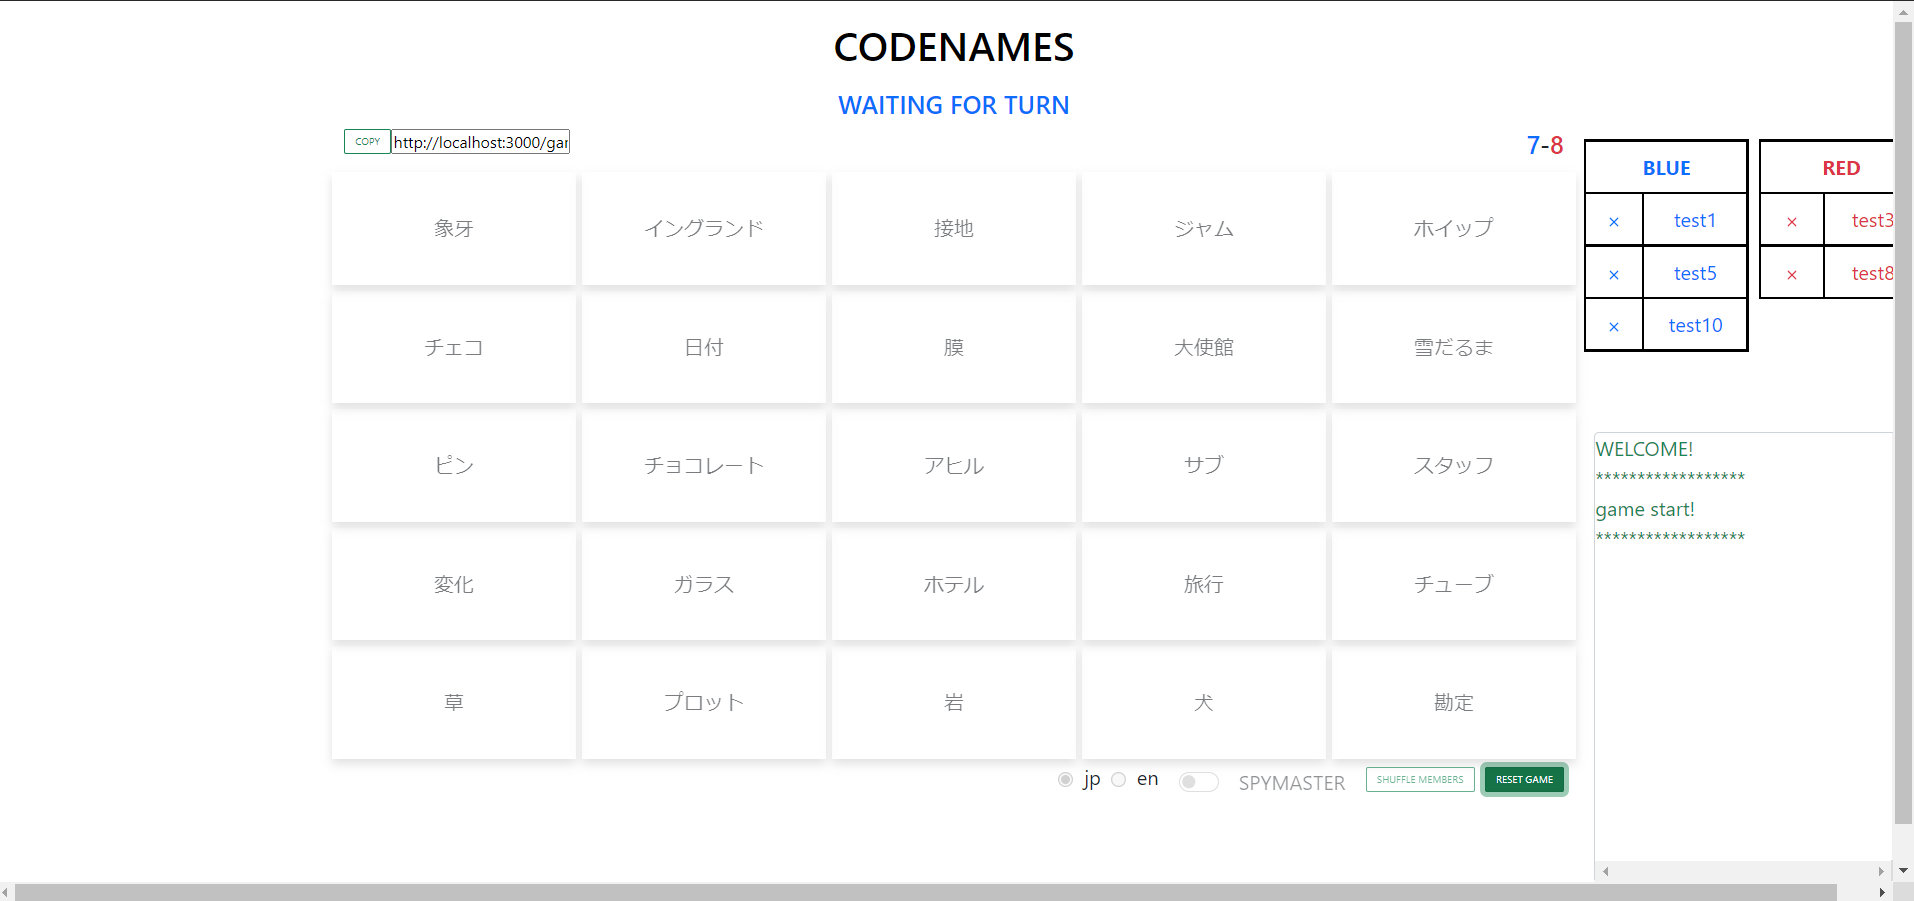 CODENAMES
WAITING FOR TURN
COPY http://localhost:3000/gar
7-8
象牙 イングランド 接地 ジャム ホイップ
チェコ 日付 膜 大使館 雪だるま
ピン チョコレート アヒル サブ スタッフ
変化 ガラス ホテル 旅行 チューブ
草 プロット 岩 犬 勘定
jp en SPYMASTER SHUFFLE MEMBERS RESET GAME
BLUE
× test1
× test5
× test10
RED
× test3
× test8
WELCOME!
******************
game start!
******************